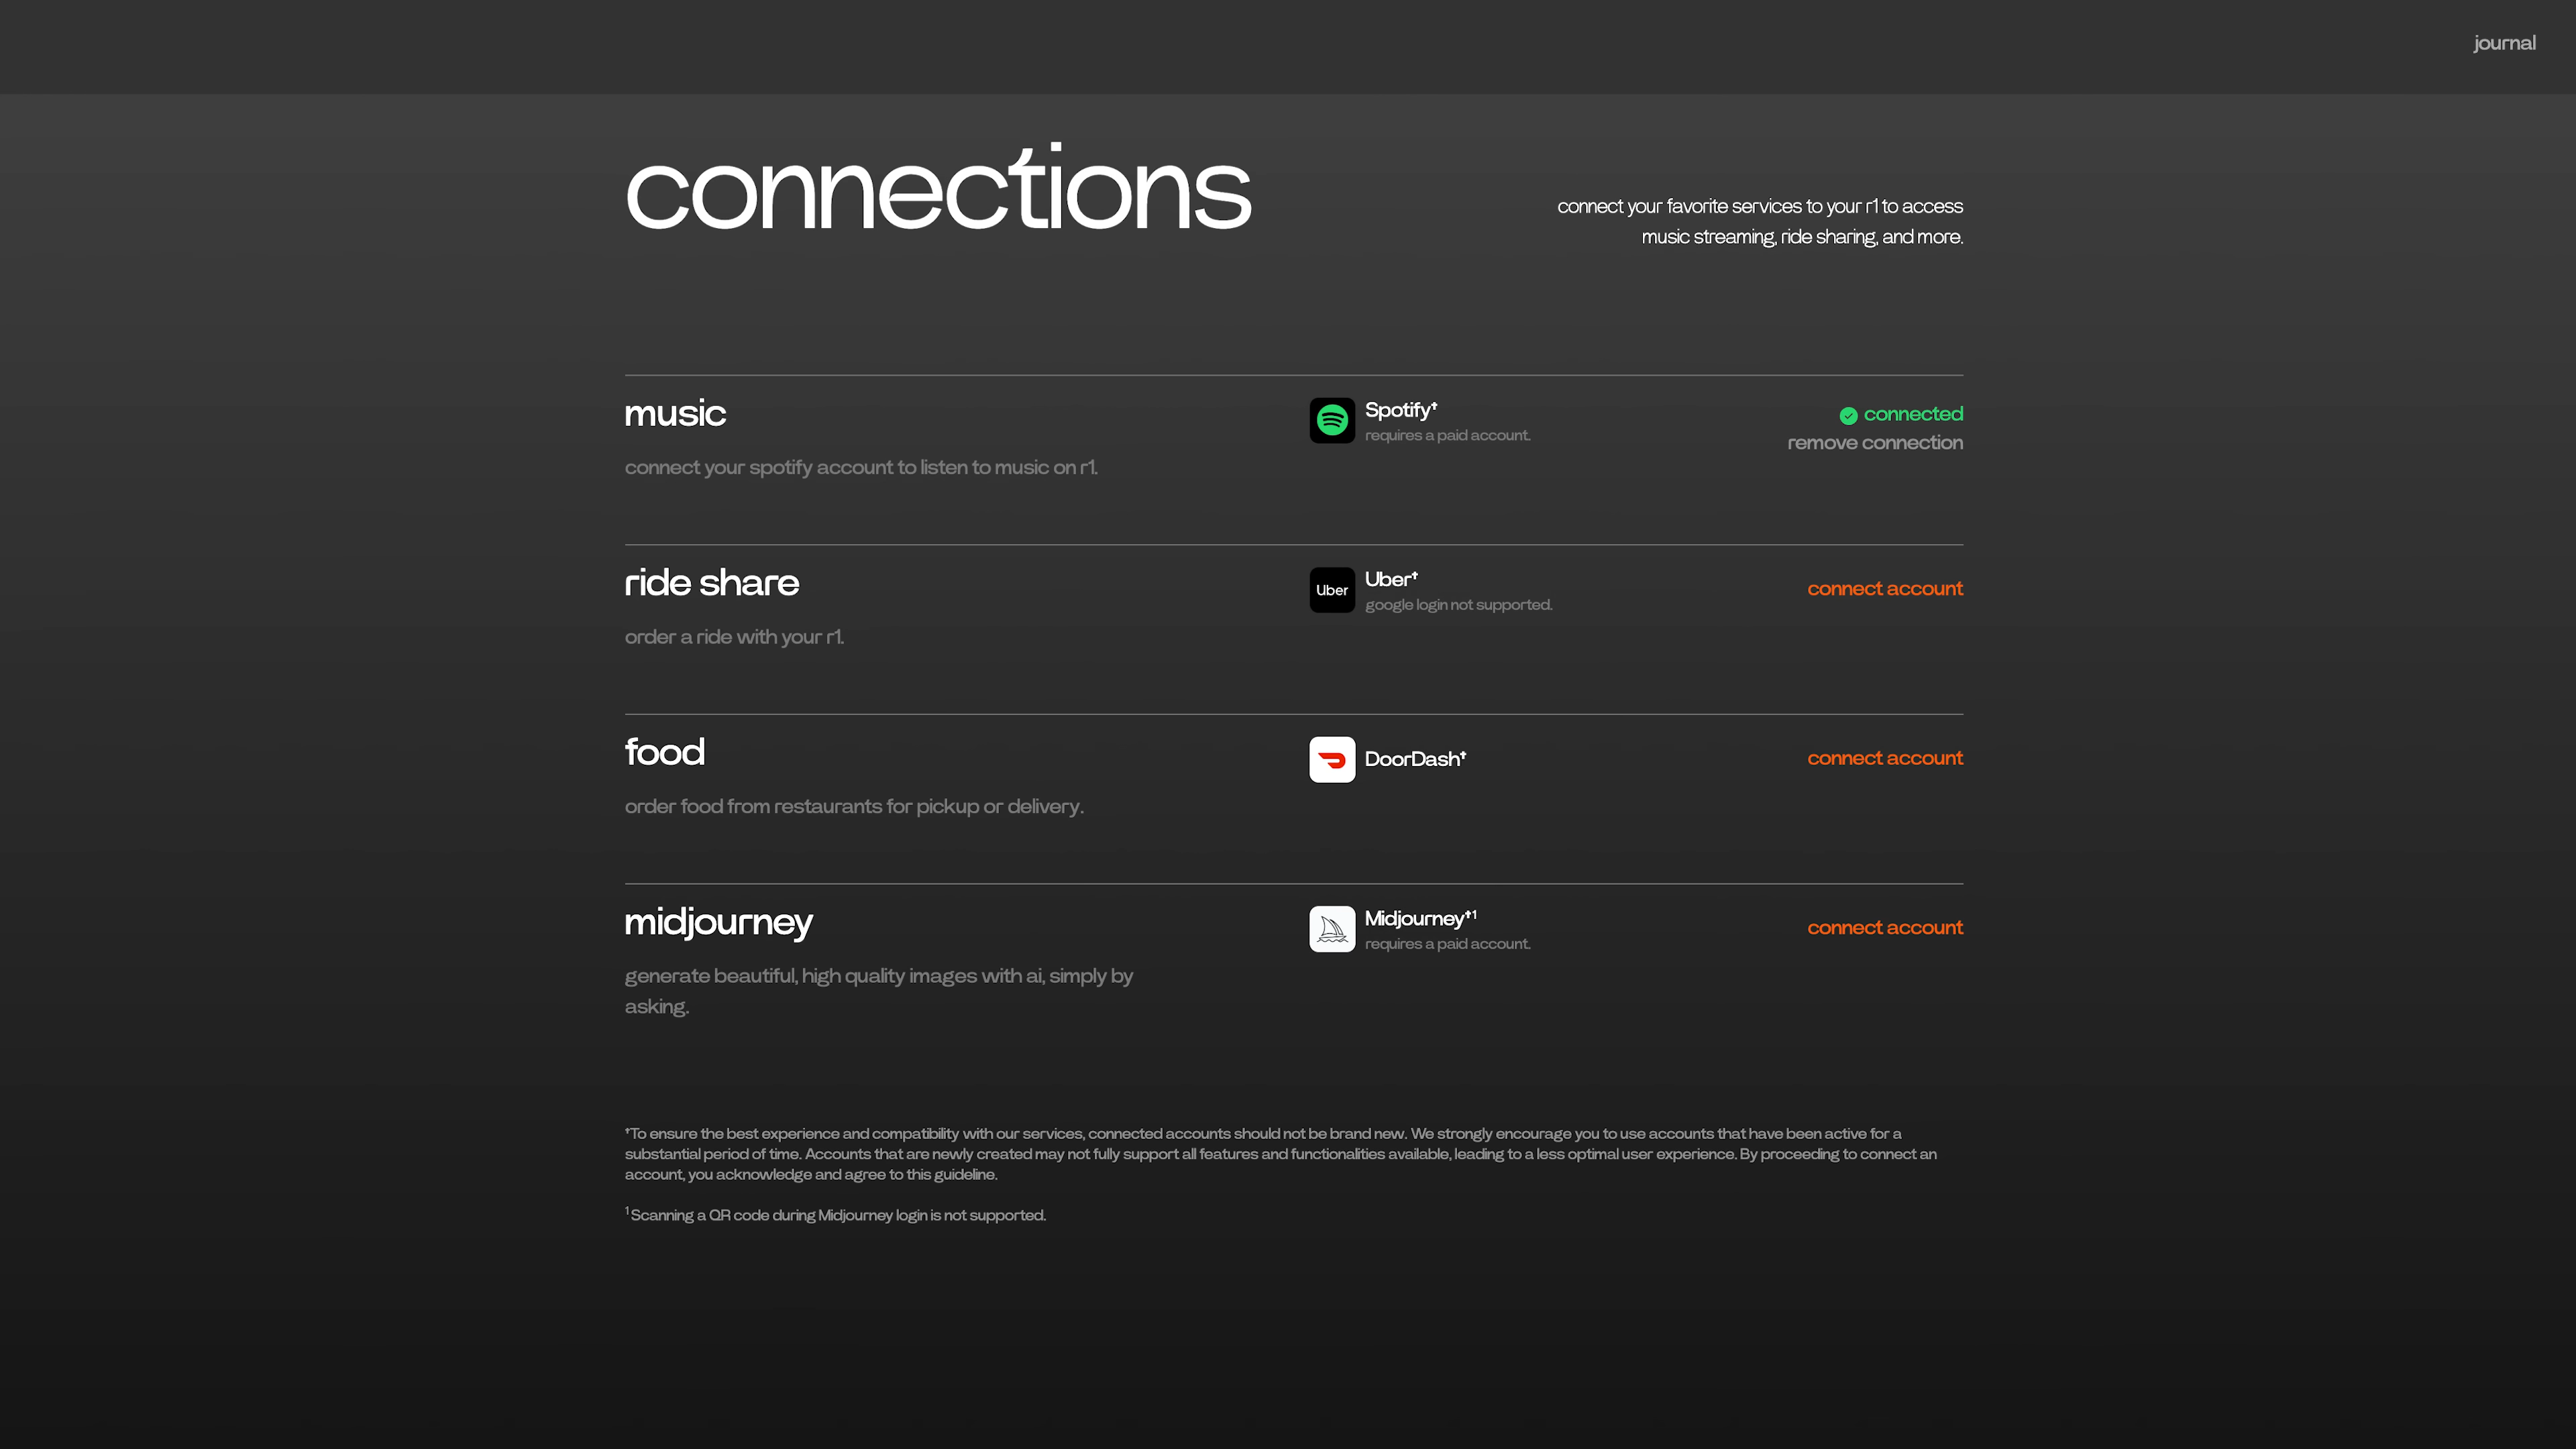 journal
connections
connect your favorite services to your r1 to access
music streaming, ride sharing, and more.
music
Spotify†
requires a paid account.
connected
remove connection
connect your spotify account to listen to music on r1.
ride share
Uber
Uber†
google login not supported.
connect account
order a ride with your r1.
food
DoorDash†
connect account
order food from restaurants for pickup or delivery.
midjourney
Midjourney†1
requires a paid account.
connect account
generate beautiful, high quality images with ai, simply by
asking.
†To ensure the best experience and compatibility with our services, connected accounts should not be brand new. We strongly encourage you to use accounts that have been active for a
substantial period of time. Accounts that are newly created may not fully support all features and functionalities available, leading to a less optimal user experience. By proceeding to connect an
account, you acknowledge and agree to this guideline.
1 Scanning a QR code during Midjourney login is not supported.